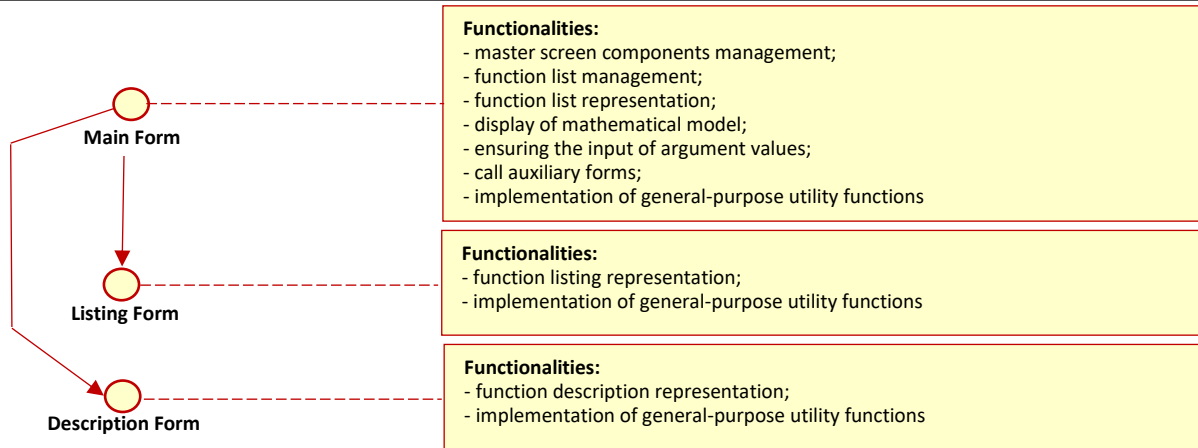 Functionalities:
- master screen components management;
- function list management;
- function list representation;
- display of mathematical model;
- ensuring the input of argument values;
- call auxiliary forms;
- implementation of general-purpose utility functions
Main Form
Functionalities:
- function listing representation;
- implementation of general-purpose utility functions
Listing Form
Functionalities:
- function description representation;
- implementation of general-purpose utility functions
Description Form